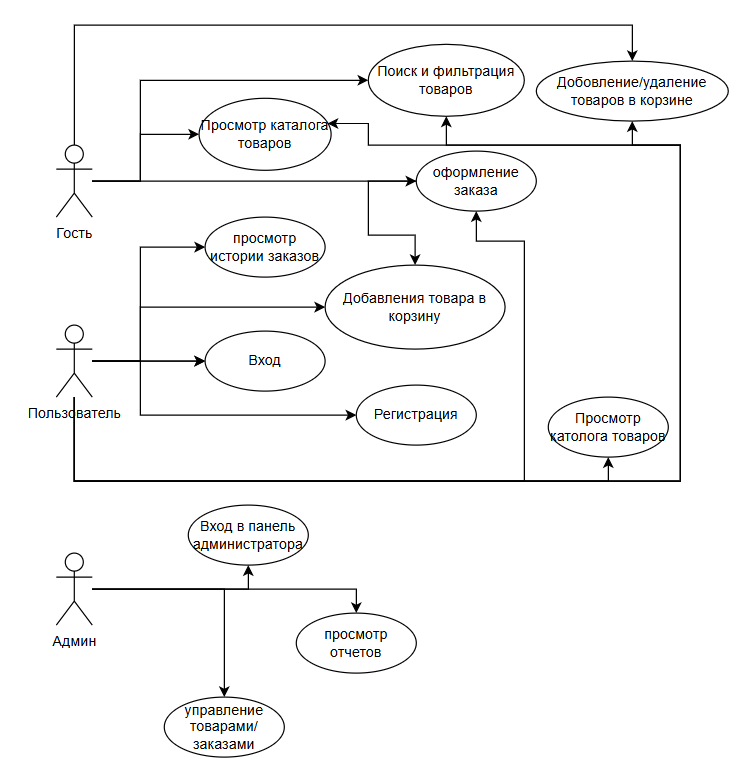 Поиск и фильтрация
товаров
Добовление/удаление
товаров в корзине
Просмотр каталога
товаров
оформление
заказа
Гость
просмотр
истории заказов
Добавления товара в
корзину
Вход
Пользователь
Регистрация
Просмотр
католога товаров
Вход в панель
администратора
Админ
просмотр
отчетов
управление
товарами/
заказами